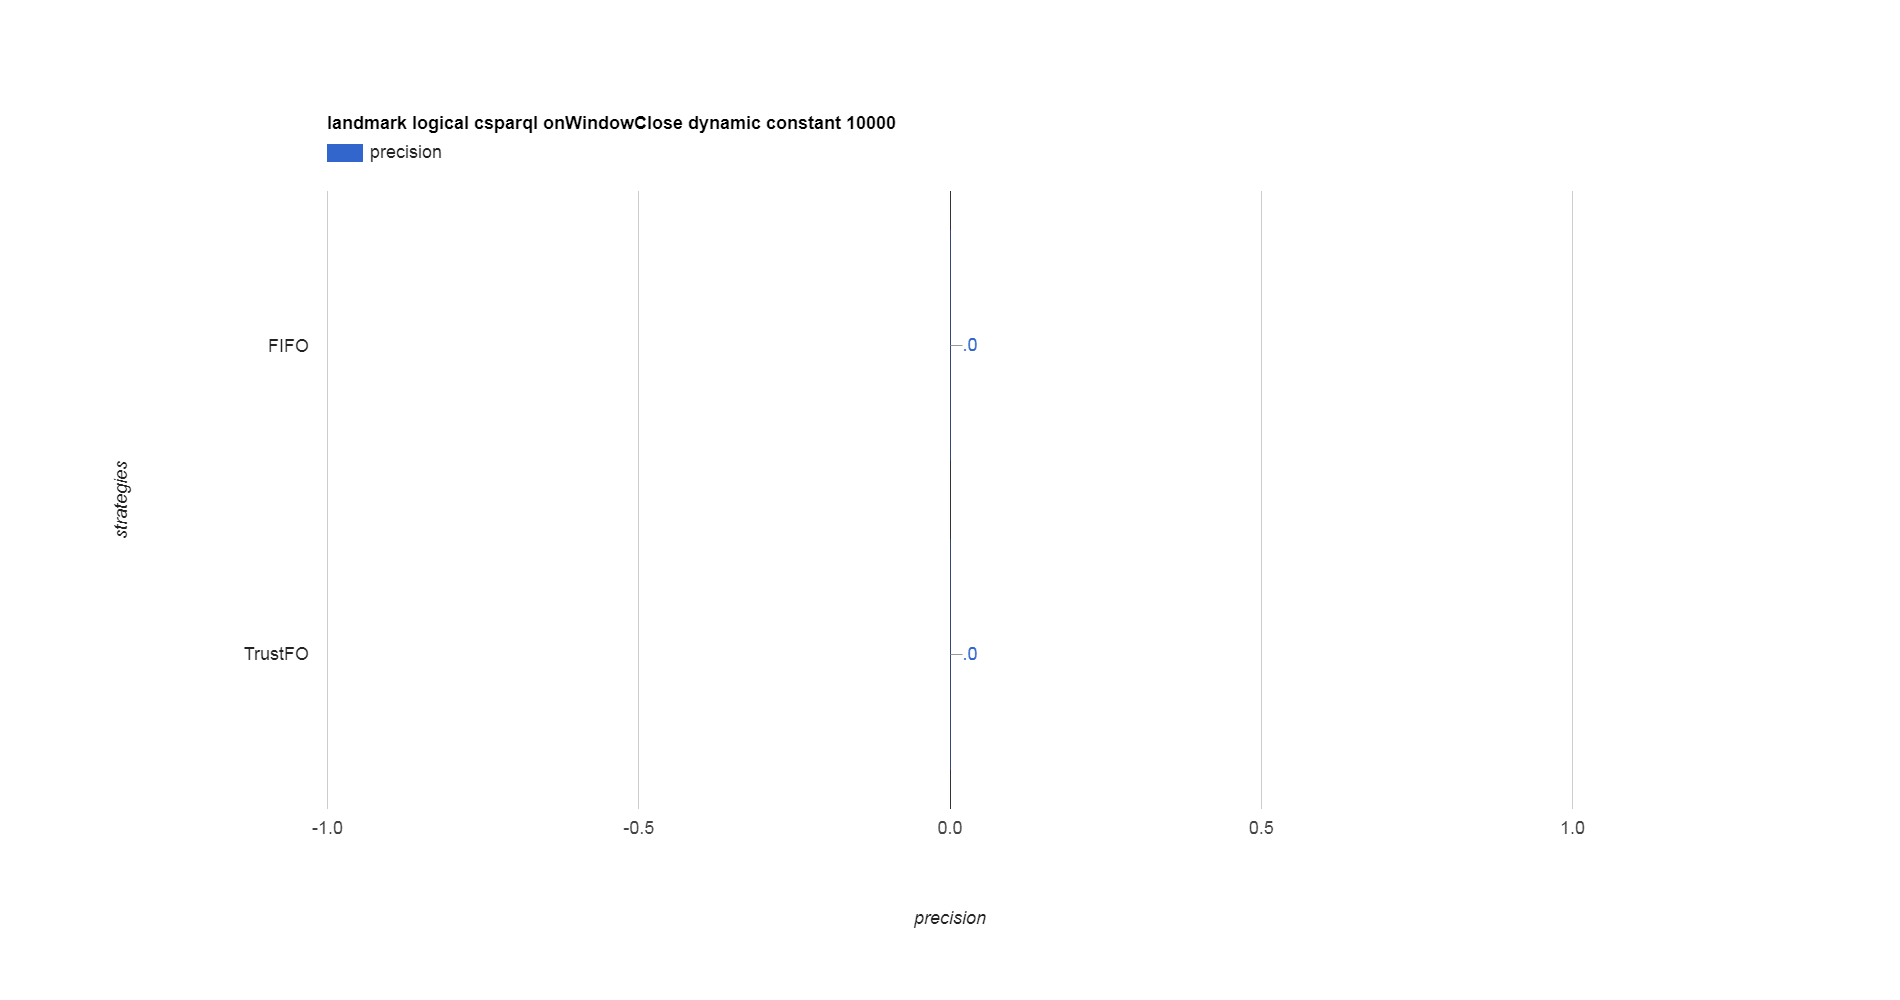 landmark logical csparql onWindowClose dynamic constant 10000
precision
FIFO
.0
strategies
TrustFO
.0
-1.0
-0.5
0.0
0.5
1.0
precision